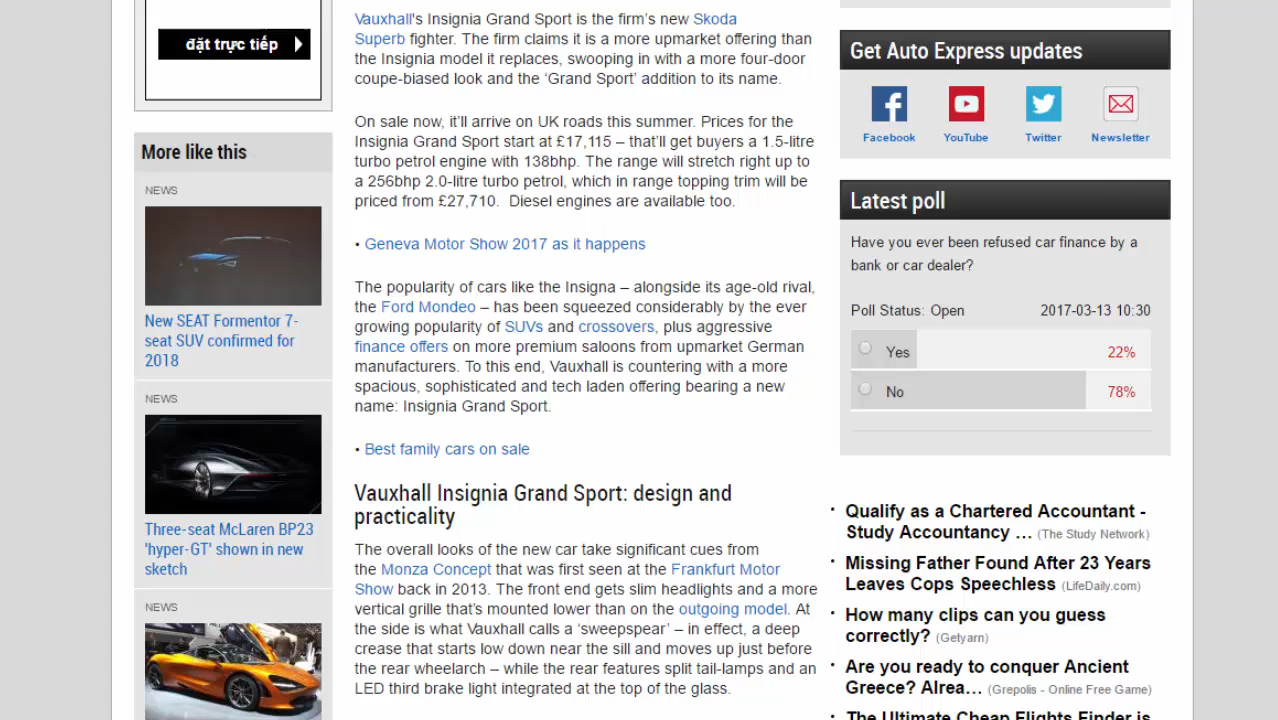 đặt trực tiếp
More like this
NEWS
New SEAT Formentor 7-
seat SUV confirmed for
2018
NEWS
Three-seat McLaren BP23
'hyper-GT' shown in new
sketch
NEWS
Vauxhall's Insignia Grand Sport is the firm’s new Skoda
Superb fighter. The firm claims it is a more upmarket offering than
the Insignia model it replaces, swooping in with a more four-door
coupe-biased look and the ‘Grand Sport’ addition to its name.
On sale now, it’ll arrive on UK roads this summer. Prices for the
Insignia Grand Sport start at £17,115 – that’ll get buyers a 1.5-litre
turbo petrol engine with 138bhp. The range will stretch right up to
a 256bhp 2.0-litre turbo petrol, which in range topping trim will be
priced from £27,710. Diesel engines are available too.
• Geneva Motor Show 2017 as it happens
The popularity of cars like the Insigna – alongside its age-old rival,
the Ford Mondeo – has been squeezed considerably by the ever
growing popularity of SUVs and crossovers, plus aggressive
finance offers on more premium saloons from upmarket German
manufacturers. To this end, Vauxhall is countering with a more
spacious, sophisticated and tech laden offering bearing a new
name: Insignia Grand Sport.
• Best family cars on sale
Vauxhall Insignia Grand Sport: design and
practicality
The overall looks of the new car take significant cues from
the Monza Concept that was first seen at the Frankfurt Motor
Show back in 2013. The front end gets slim headlights and a more
vertical grille that’s mounted lower than on the outgoing model. At
the side is what Vauxhall calls a ‘sweepspear’ – in effect, a deep
crease that starts low down near the sill and moves up just before
the rear wheelarch – while the rear features split tail-lamps and an
LED third brake light integrated at the top of the glass.
Get Auto Express updates
Facebook YouTube Twitter Newsletter
Latest poll
Have you ever been refused car finance by a
bank or car dealer?
Poll Status: Open 2017-03-13 10:30
Yes 22%
No 78%
• Qualify as a Chartered Accountant -
Study Accountancy … (The Study Network)
• Missing Father Found After 23 Years
Leaves Cops Speechless (LifeDaily.com)
• How many clips can you guess
correctly? (Getyarn)
• Are you ready to conquer Ancient
Greece? Alrea… (Grepolis - Online Free Game)
• The Ultimate Cheap Flights Finder is